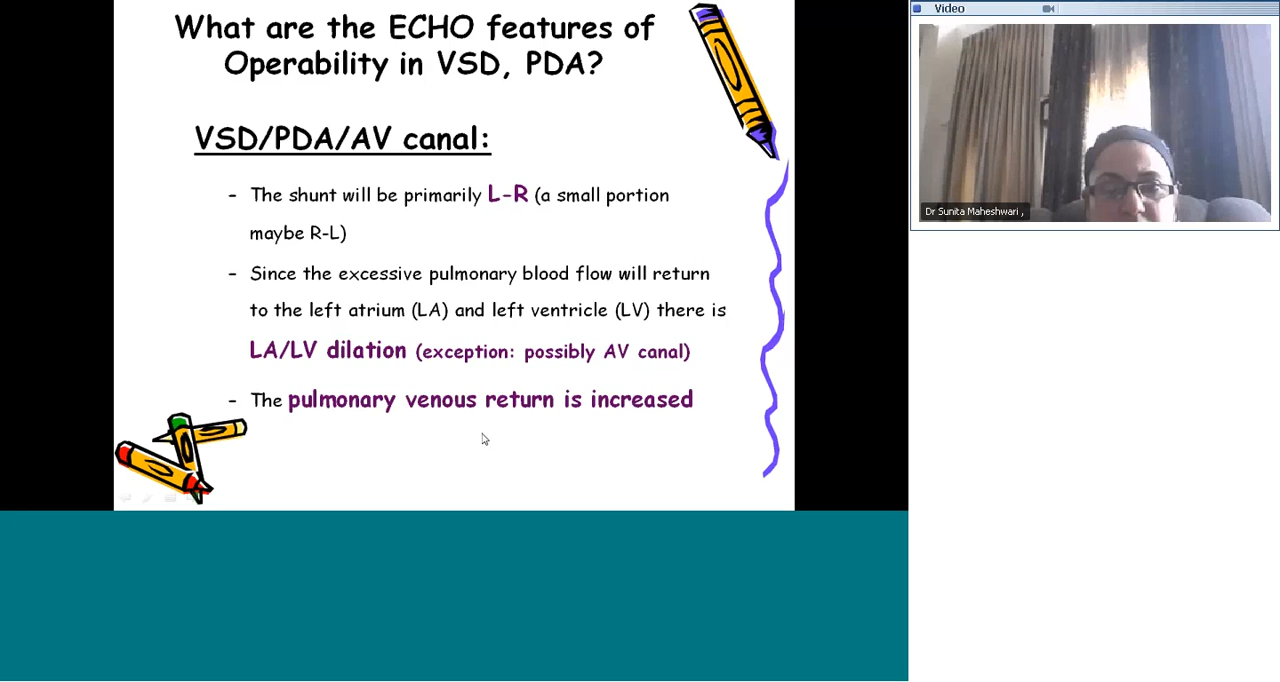 What are the ECHO features of
Operability in VSD, PDA?
VSD/PDA/AV canal:
- The shunt will be primarily L-R (a small portion
maybe R-L)
- Since the excessive pulmonary blood flow will return
to the left atrium (LA) and left ventricle (LV) there is
LA/LV dilation (exception: possibly AV canal)
- The pulmonary venous return is increased
Video
Dr Sunita Maheshwari ,